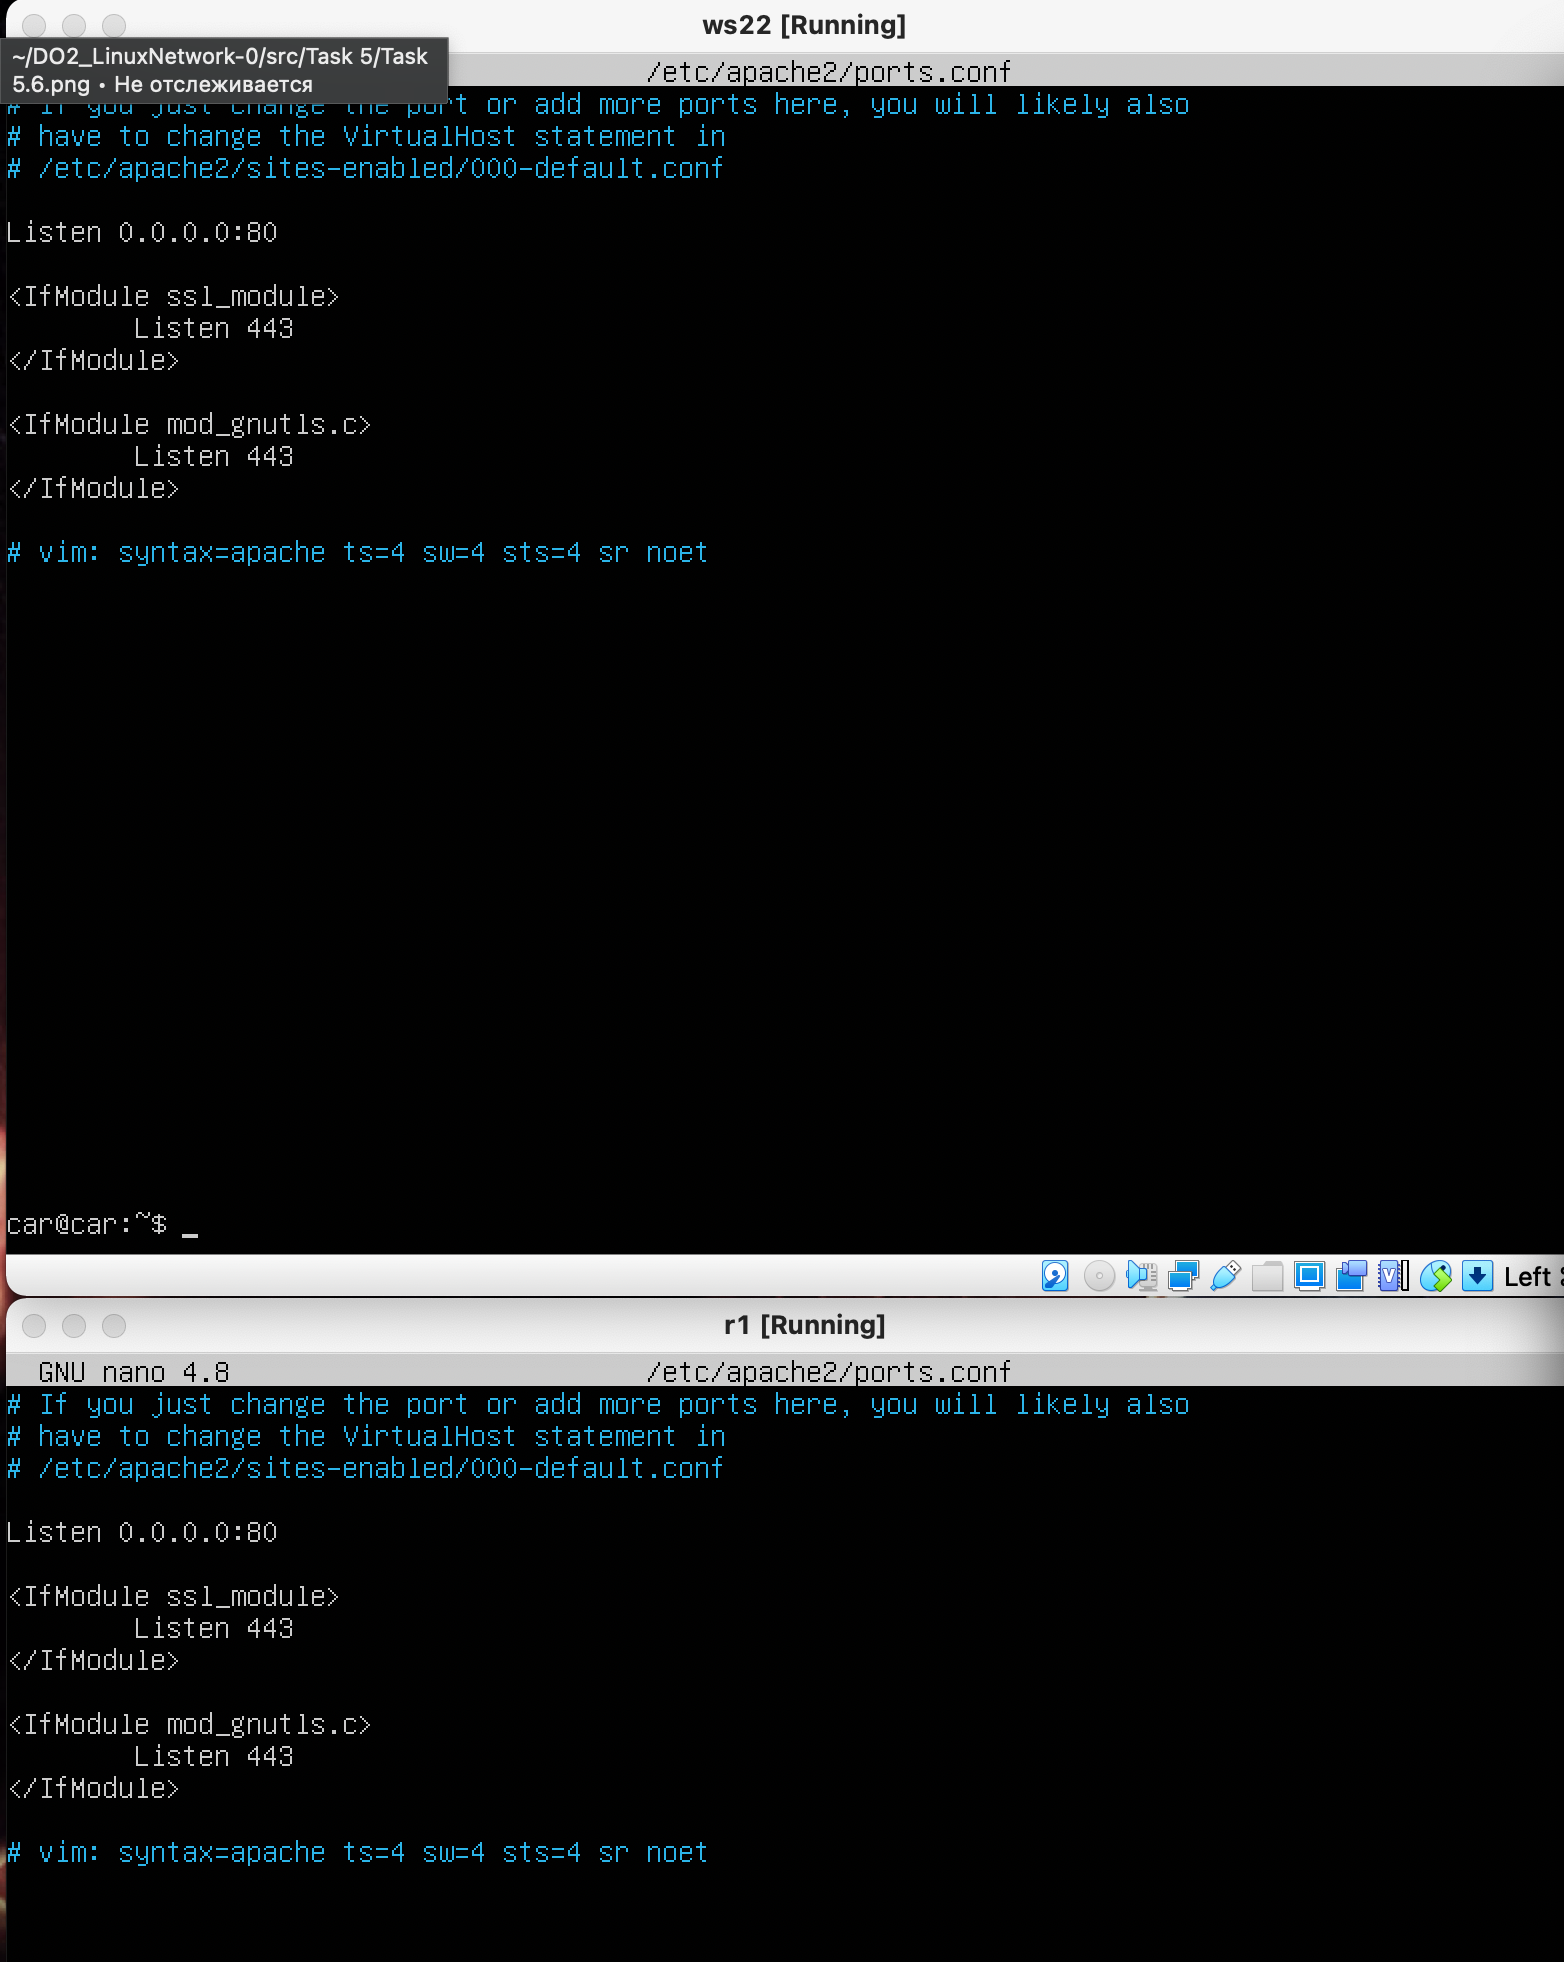 ws22 [Running]
~/DO2_LinuxNetwork-0/src/Task 5/Task
5.6.png • Не отслеживается
/etc/apache2/ports.conf
# If you just change the port or add more ports here, you will likely also
# have to change the VirtualHost statement in
# /etc/apache2/sites-enabled/000-default.conf
Listen 0.0.0.0:80
<IfModule ssl_module>
Listen 443
</IfModule>
<IfModule mod_gnutls.c>
Listen 443
</IfModule>
# vim: syntax=apache ts=4 sw=4 sts=4 sr noet
car@car:~$ _
Left
r1 [Running]
GNU nano 4.8 /etc/apache2/ports.conf
# If you just change the port or add more ports here, you will likely also
# have to change the VirtualHost statement in
# /etc/apache2/sites-enabled/000-default.conf
Listen 0.0.0.0:80
<IfModule ssl_module>
Listen 443
</IfModule>
<IfModule mod_gnutls.c>
Listen 443
</IfModule>
# vim: syntax=apache ts=4 sw=4 sts=4 sr noet